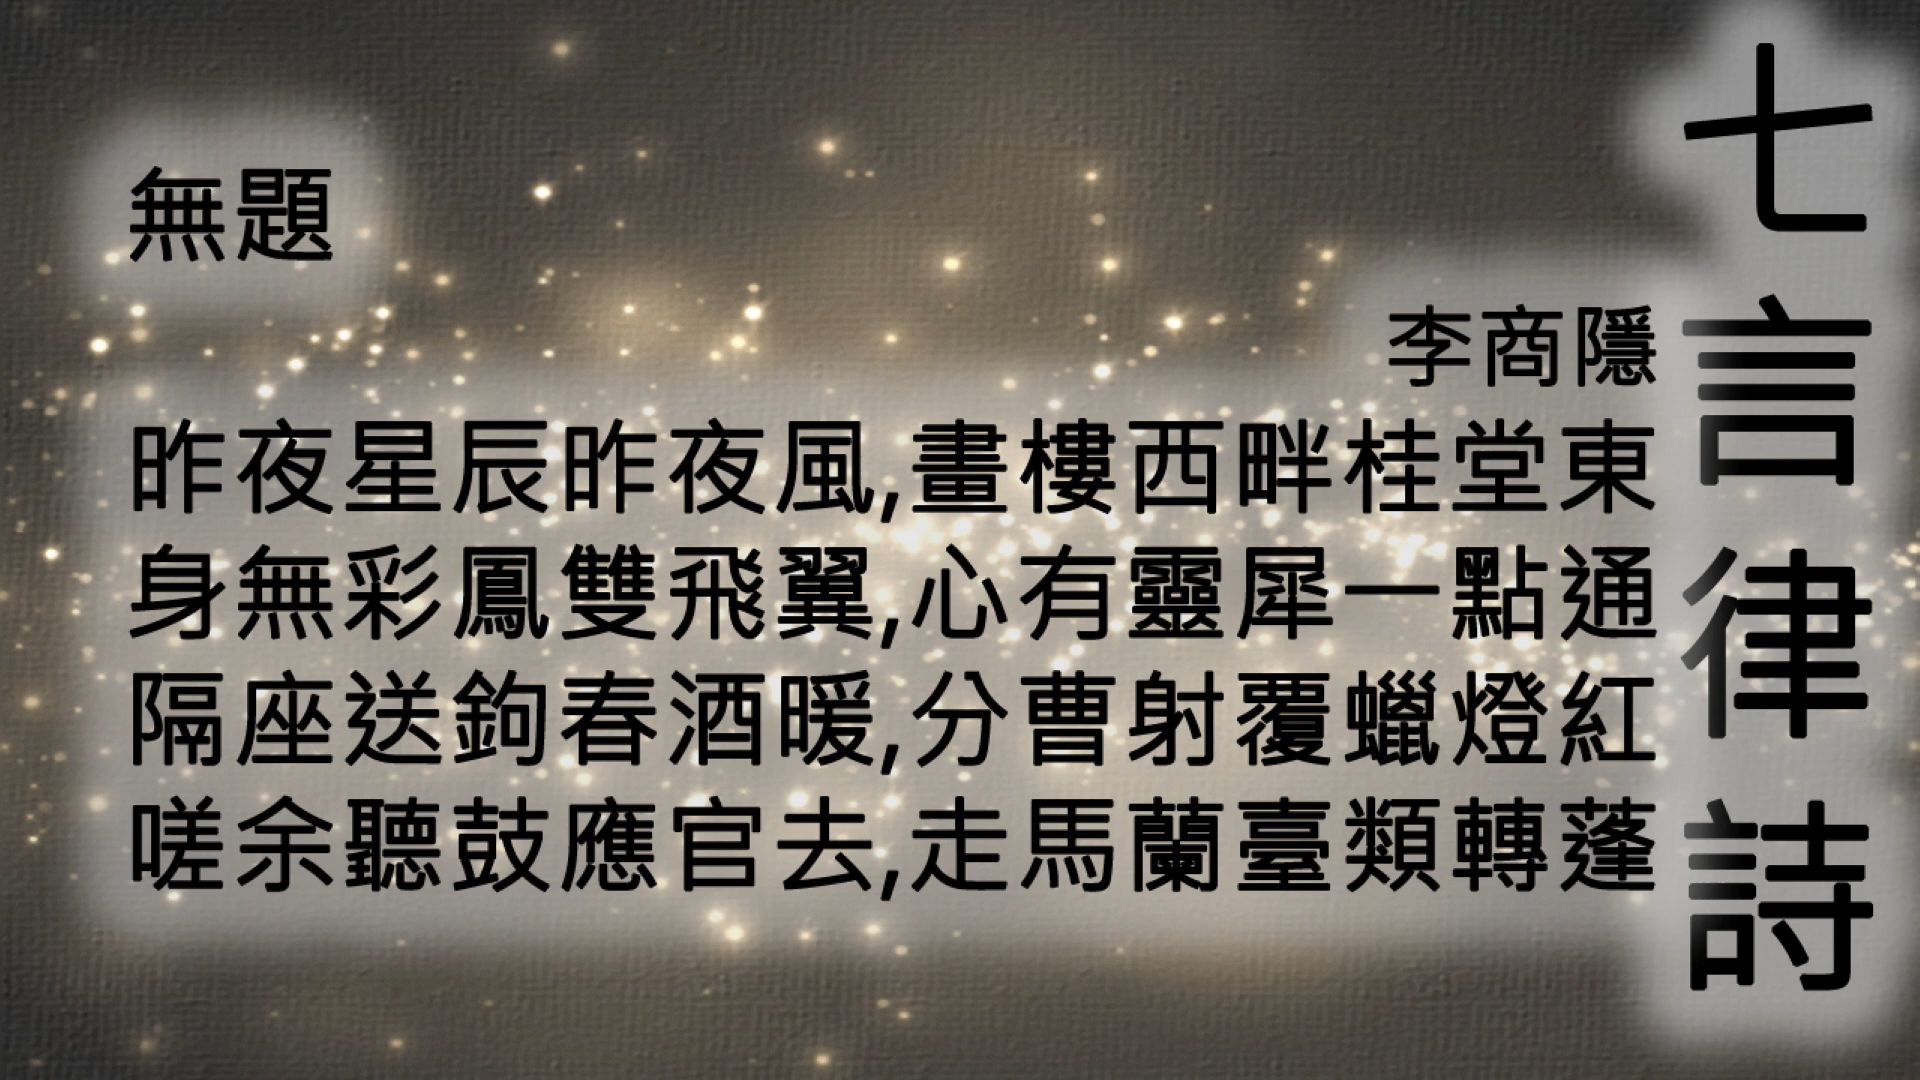 七言律詩
無題
李商隱
昨夜星辰昨夜風,畫樓西畔桂堂東
身無彩鳳雙飛翼,心有靈犀一點通
隔座送鉤春酒暖,分曹射覆蠟燈紅
嗟余聽鼓應官去,走馬蘭臺類轉蓬